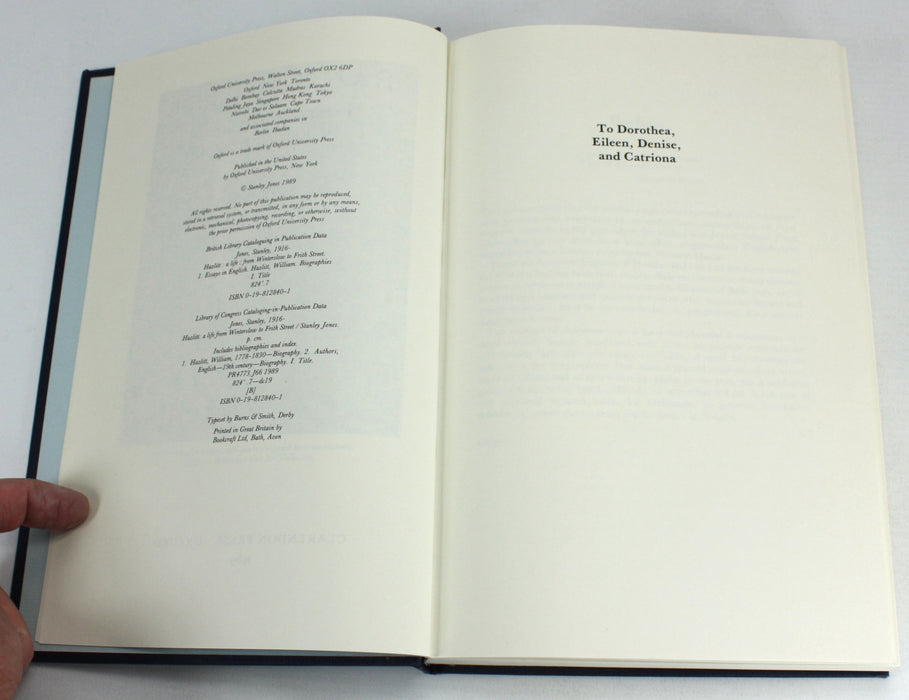 Oxford University Press, Walton Street, Oxford OX2 6DP
Oxford New York Toronto
Delhi Bombay Calcutta Madras Karachi
Petaling Jaya Singapore Hong Kong Tokyo
Nairobi Dar es Salaam Cape Town
Melbourne Auckland
and associated companies in
Berlin Ibadan
Oxford is a trade mark of Oxford University Press
Published in the United States
by Oxford University Press, New York
© Stanley Jones 1989
All rights reserved. No part of this publication may be reproduced,
stored in a retrieval system, or transmitted, in any form or by any means,
electronic, mechanical, photocopying, recording, or otherwise, without
the prior permission of Oxford University Press
British Library Cataloguing in Publication Data
Jones, Stanley, 1916-
Hazlitt : a life : from Winterslow to Frith Street.
1. Essays in English. Hazlitt, William. Biographies
I. Title
824'.7
ISBN 0-19-812840-1
Library of Congress Cataloging-in-Publication Data
Jones, Stanley, 1916-
Hazlitt: a life from Winterslow to Frith Street / Stanley Jones.
p. cm.
Includes bibliographies and index.
1. Hazlitt, William, 1778-1830—Biography. 2. Authors,
English—19th century—Biography. I. Title.
PR4773.J66 1989
824'.7—dc19
[B]
ISBN 0-19-812840-1
Typeset by Burns & Smith, Derby
Printed in Great Britain by
Bookcraft Ltd, Bath, Avon
To Dorothea,
Eileen, Denise,
and Catriona